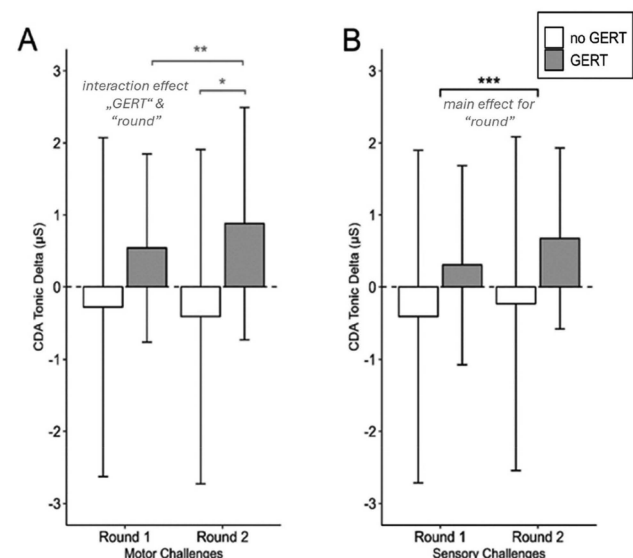 A
B
no GERT
GERT
**
*
interaction effect
„GERT“ &
“round”
***
main effect for
“round”
CDA Tonic Delta (µS)
3
2
1
0
-1
-2
-3
Round 1
Round 2
Motor Challenges
CDA Tonic Delta (µS)
3
2
1
0
-1
-2
-3
Round 1
Round 2
Sensory Challenges